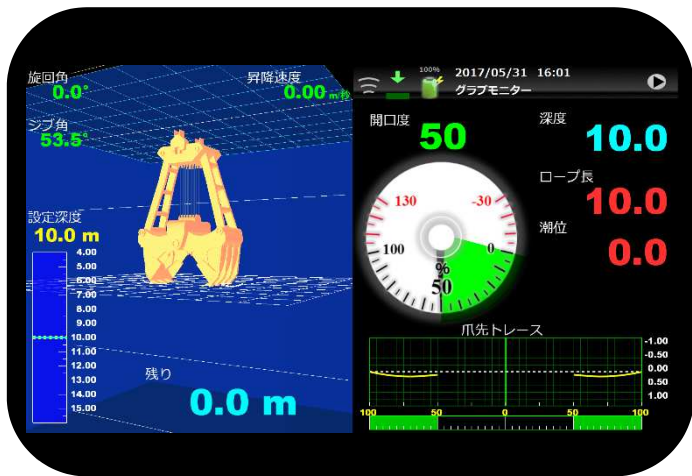 旋回角
0.0°
昇降速度
0.00 m/秒
ジブ角
53.5°
設定深度
10.0 m
4.00
5.00
6.00
7.00
8.00
9.00
10.00
11.00
12.00
13.00
14.00
15.00
残り
0.0 m
100%
2017/05/31 16:01
グラブモニター
開口度
50
深度
10.0
ロープ長
10.0
潮位
0.0
130
-30
100
0
%
50
爪先トレース
-1.00
-0.50
0.00
0.50
1.00
100 50 0 50 100